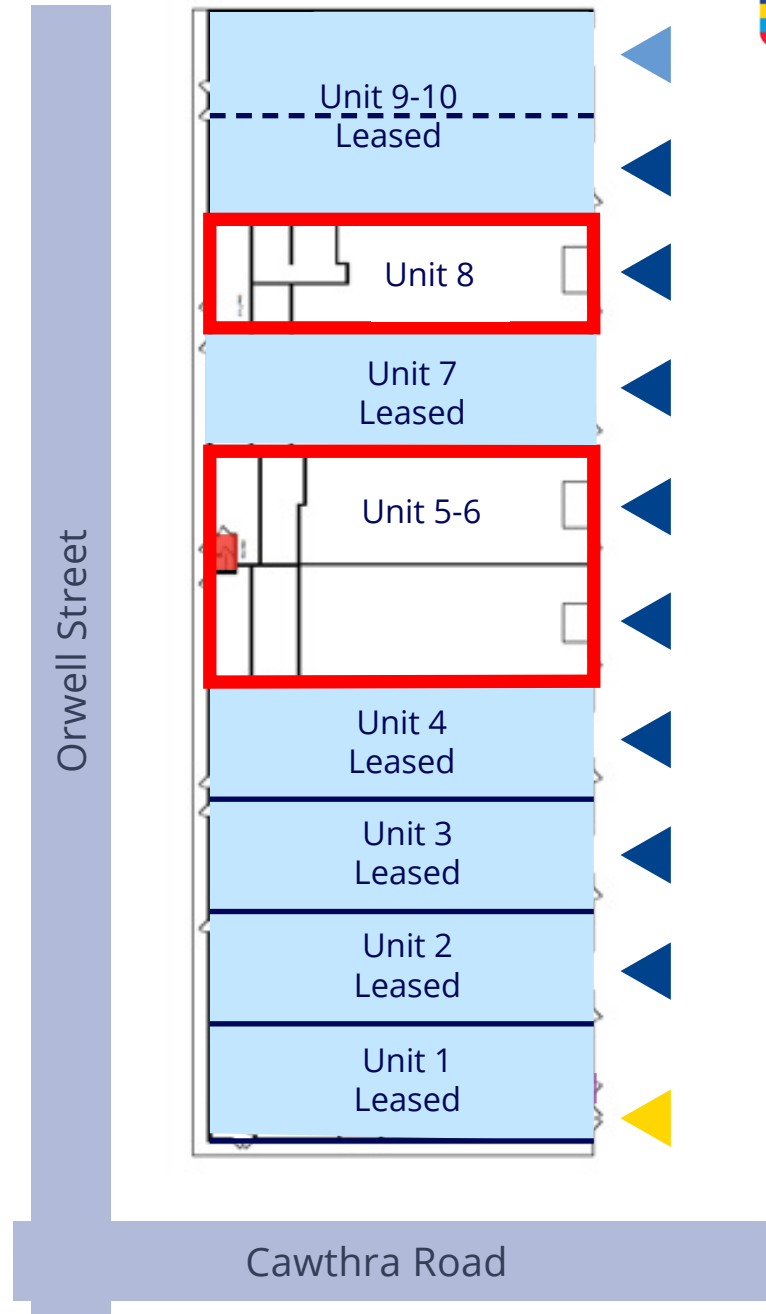 Unit 9-10
Leased
Unit 8
Unit 7
Leased
Unit 5-6
Unit 4
Leased
Unit 3
Leased
Unit 2
Leased
Unit 1
Leased
Orwell Street
Cawthra Road